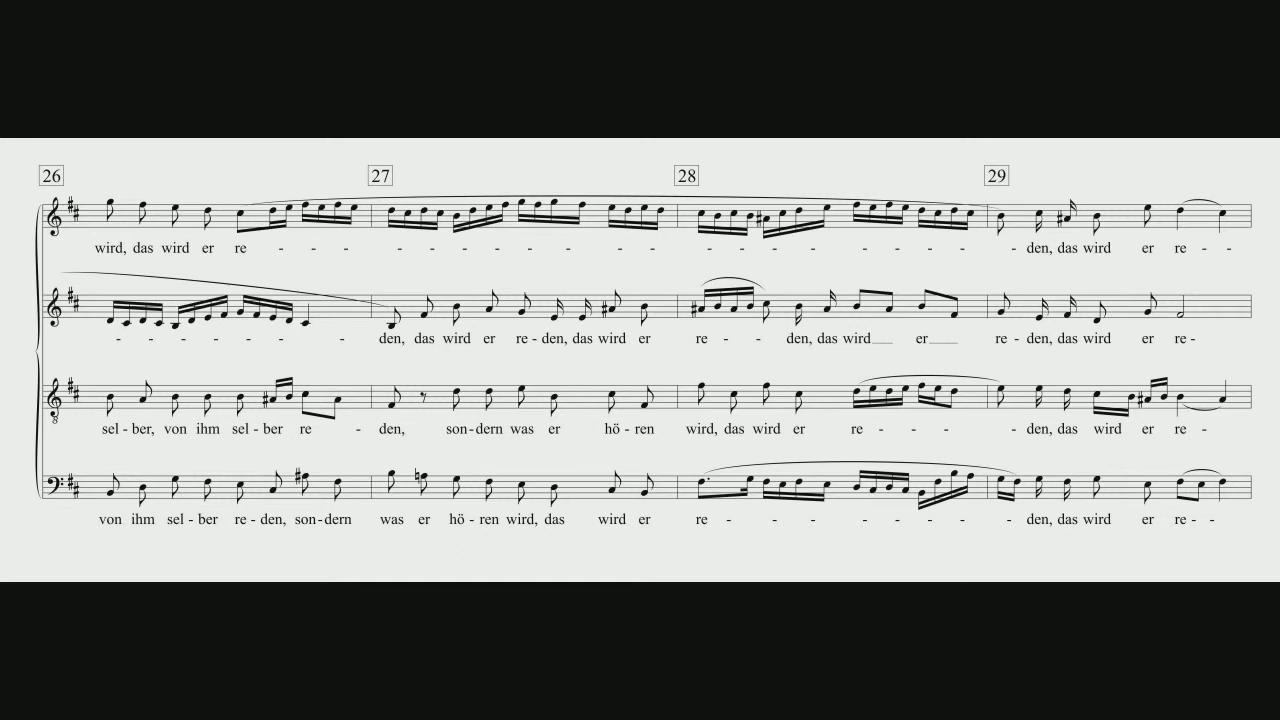 26 27 28 29
wird, das wird er re - - - - - - - - - - - - - - - - - - - - - - - den, das wird er re - -
- - - - - - - den, das wird er re - den, das wird er re - - den, das wird er re - den, das wird er re -
sel - ber, von ihm sel - ber re - den, son - dern was er hö - ren wird, das wird er re - - - - - - den, das wird er re -
von ihm sel - ber re - den, son - dern was er hö - ren wird, das wird er re - - - - - - - - - - - den, das wird er re - -